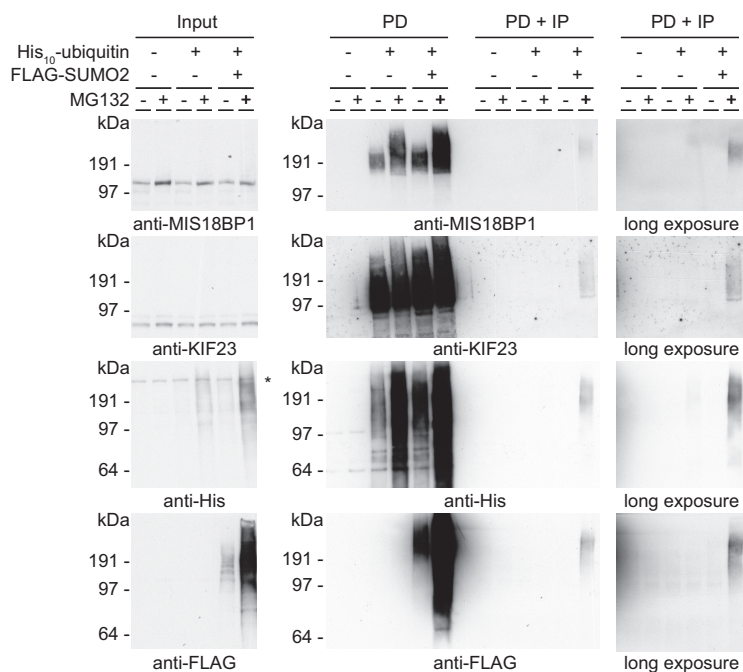 Input PD PD + IP PD + IP
His₁₀-ubiquitin - + + - + + - + + - + +
FLAG-SUMO2 - - + - - + - - + - - +
MG132 - + - + - + - + - + - + - + - + - + - + - + - +
kDa kDa
191 - 191 -
97 - 97 -
anti-MIS18BP1 anti-MIS18BP1 long exposure
kDa kDa
191 - 191 -
97 - 97 -
anti-KIF23 anti-KIF23 long exposure
kDa * kDa
191 - 191 -
97 - 97 -
64 - 64 -
anti-His anti-His long exposure
kDa kDa
191 - 191 -
97 - 97 -
64 - 64 -
anti-FLAG anti-FLAG long exposure